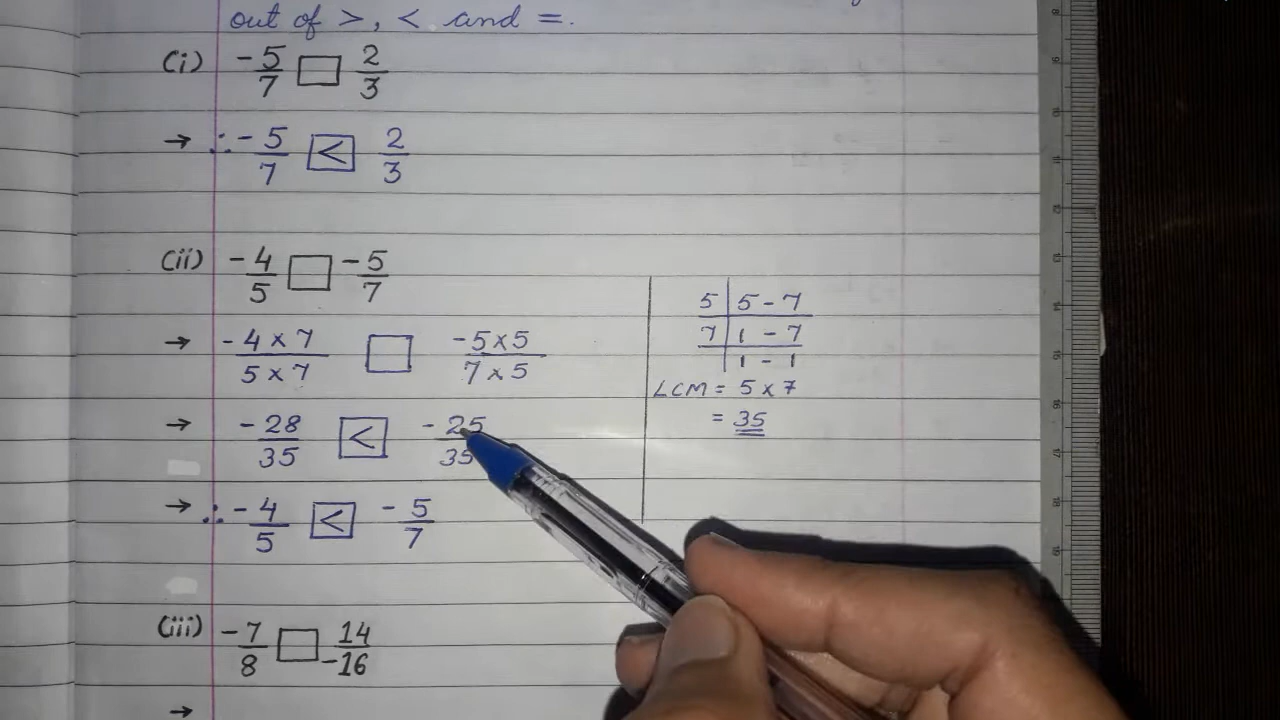 out of >, < and =.
(i) -5/7 □ 2/3
→ ∴ -5/7 < 2/3
(ii) -4/5 □ -5/7
→ -4×7/5×7 □ -5×5/7×5
→ -28/35 < -25/35
→ ∴ -4/5 < -5/7
(iii) -7/8 □ 14/-16
→
5 | 5 - 7
7 | 1 - 7
| 1 - 1
LCM = 5 x 7
= 35